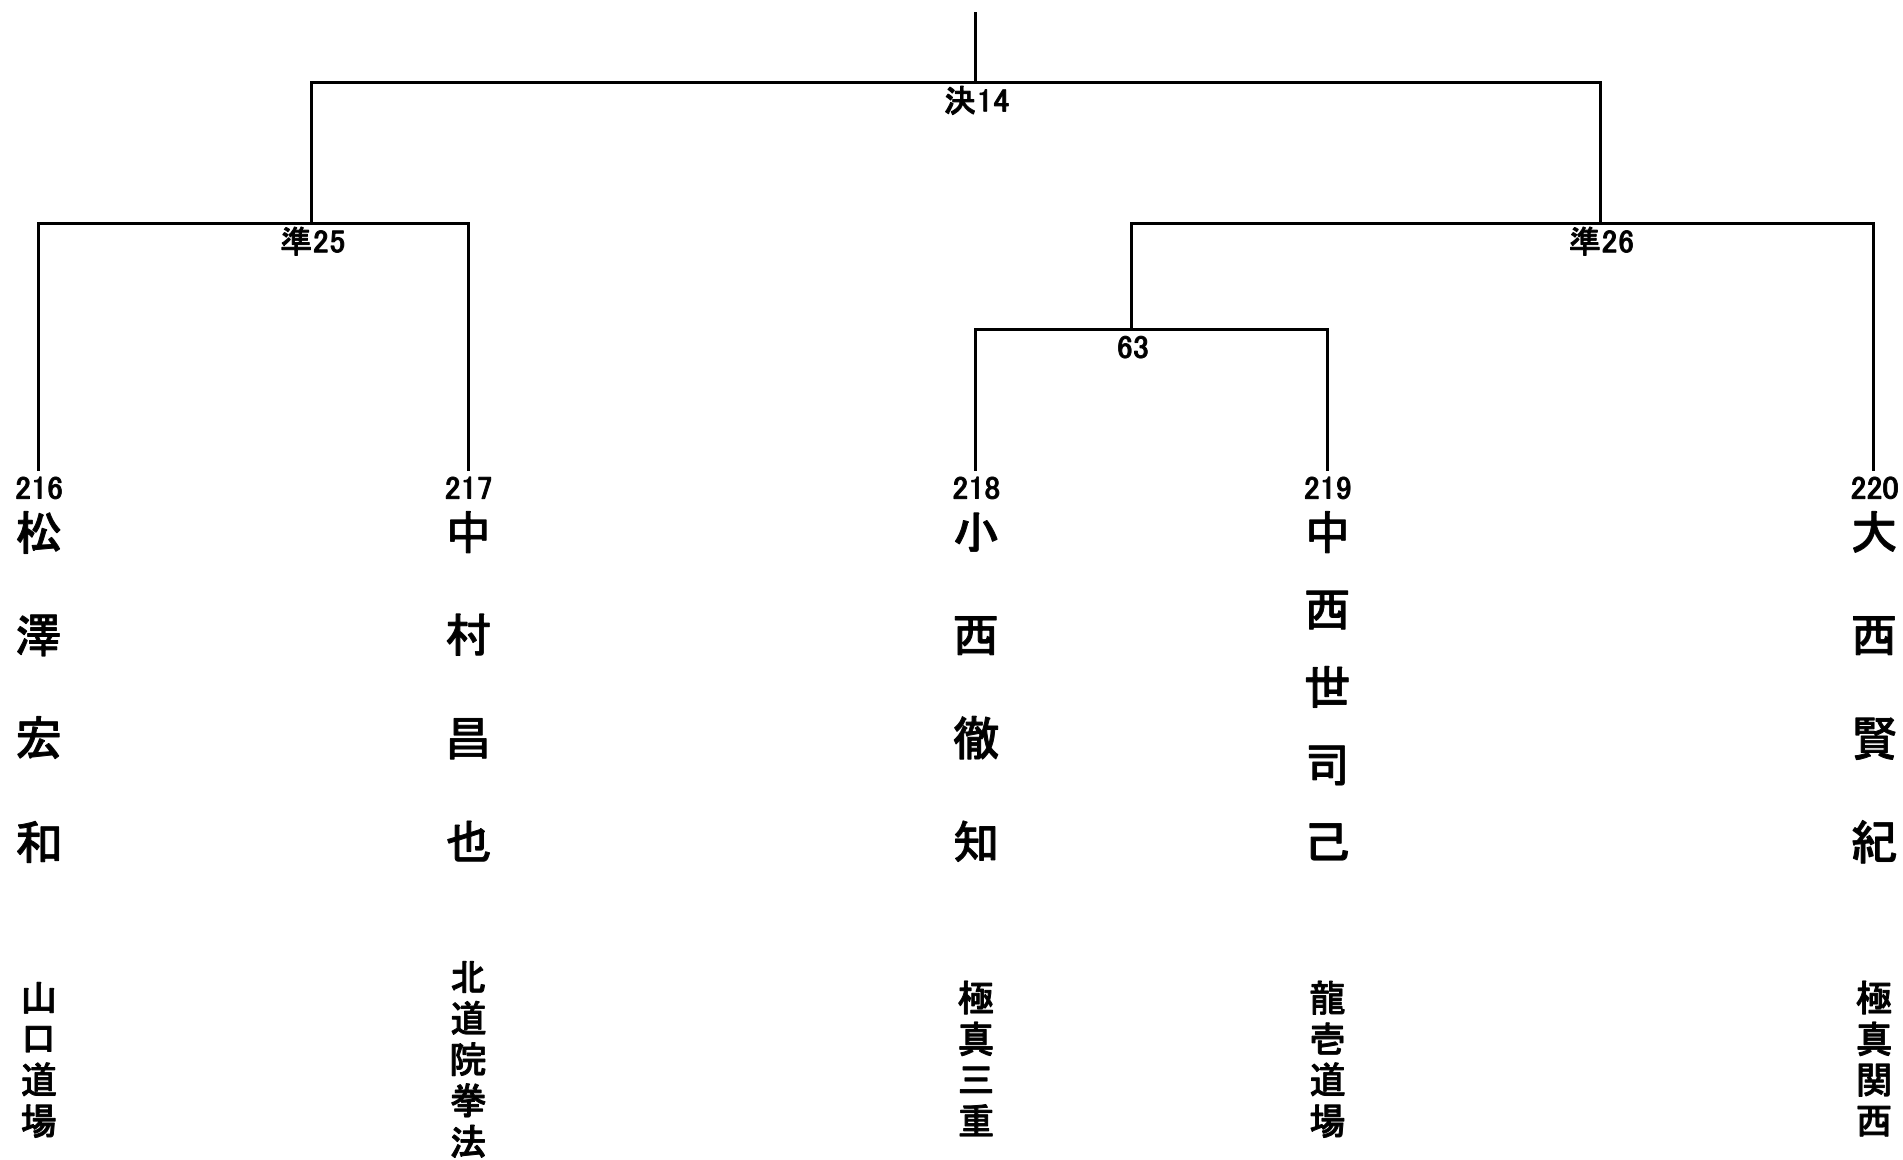 決14
準25
準26
63
216
松澤宏和
山口道場
217
中村昌也
北道院拳法
218
小西徹知
極真三重
219
中西世司己
龍壱道場
220
大西賢紀
極真関西